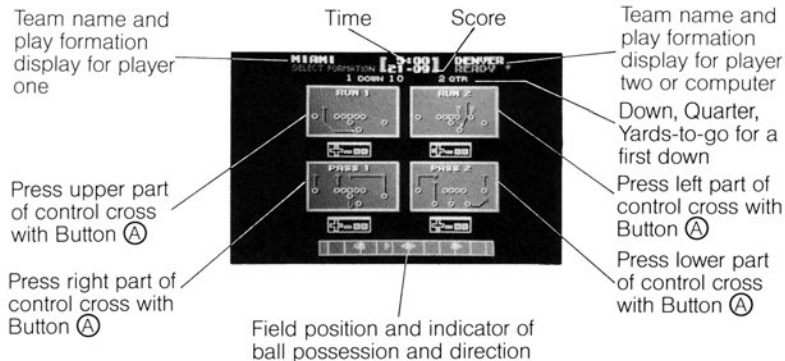 Team name and
play formation
display for player
one
Time
Score
Team name and
play formation
display for player
two or computer
MIAMI
SELECT FORMATION
21-09
DENVER
READY
1 DOWN 10
2 QTR
RUN 1
RUN 2
PASS 1
PASS 2
Down, Quarter,
Yards-to-go for a
first down
Press upper part
of control cross
with Button Ⓐ
Press left part of
control cross with
Button Ⓐ
Press right part of
control cross with
Button Ⓐ
Press lower part
of control cross
with Button Ⓐ
Field position and indicator of
ball possession and direction